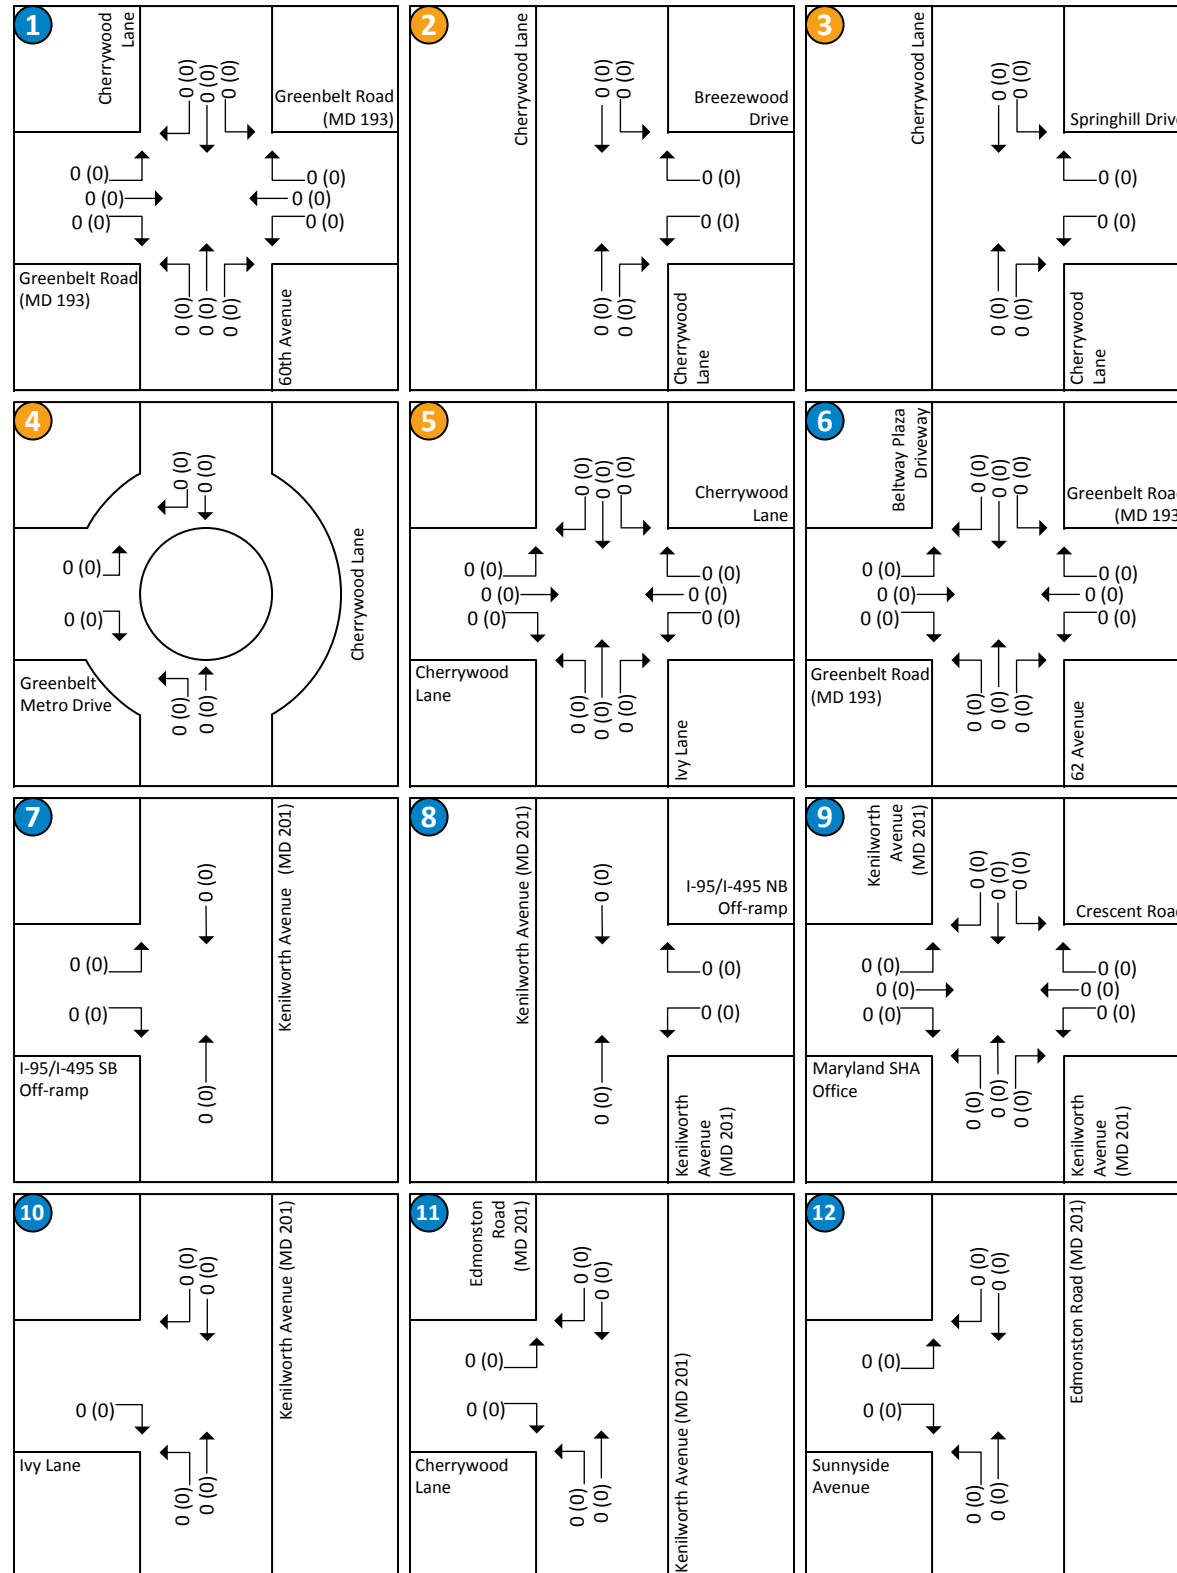 1
Cherrywood
Lane
0 (0)
0 (0)
0 (0)
Greenbelt Road
(MD 193)
0 (0)
0 (0)
0 (0)
0 (0)
0 (0)
0 (0)
Greenbelt Road
(MD 193)
0 (0)
0 (0)
0 (0)
60th Avenue
2
Cherrywood Lane
0 (0)
0 (0)
Breezewood
Drive
0 (0)
0 (0)
0 (0)
0 (0)
Cherrywood
Lane
3
Cherrywood Lane
0 (0)
0 (0)
Springhill Drive
0 (0)
0 (0)
0 (0)
0 (0)
Cherrywood
Lane
4
0 (0)
0 (0)
0 (0)
0 (0)
Cherrywood Lane
Greenbelt
Metro Drive
0 (0)
0 (0)
5
0 (0)
0 (0)
0 (0)
Cherrywood
Lane
0 (0)
0 (0)
0 (0)
0 (0)
0 (0)
0 (0)
Cherrywood
Lane
0 (0)
0 (0)
0 (0)
Ivy Lane
6
Beltway Plaza
Driveway
0 (0)
0 (0)
0 (0)
Greenbelt Road
(MD 193)
0 (0)
0 (0)
0 (0)
0 (0)
0 (0)
0 (0)
Greenbelt Road
(MD 193)
0 (0)
0 (0)
0 (0)
62 Avenue
7
0 (0)
Kenilworth Avenue (MD 201)
0 (0)
0 (0)
I-95/I-495 SB
Off-ramp
0 (0)
8
Kenilworth Avenue (MD 201)
0 (0)
I-95/I-495 NB
Off-ramp
0 (0)
0 (0)
0 (0)
Kenilworth
Avenue
(MD 201)
9
Kenilworth
Avenue
(MD 201)
0 (0)
0 (0)
0 (0)
Crescent Road
0 (0)
0 (0)
0 (0)
0 (0)
0 (0)
0 (0)
Maryland SHA
Office
0 (0)
0 (0)
0 (0)
Kenilworth
Avenue
(MD 201)
10
0 (0)
0 (0)
Kenilworth Avenue (MD 201)
0 (0)
Ivy Lane
0 (0)
0 (0)
11
Edmonston
Road
(MD 201)
0 (0)
0 (0)
0 (0)
0 (0)
Cherrywood
Lane
0 (0)
0 (0)
Kenilworth Avenue (MD 201)
12
0 (0)
0 (0)
Edmonston Road (MD 201)
0 (0)
0 (0)
Sunnyside
Avenue
0 (0)
0 (0)